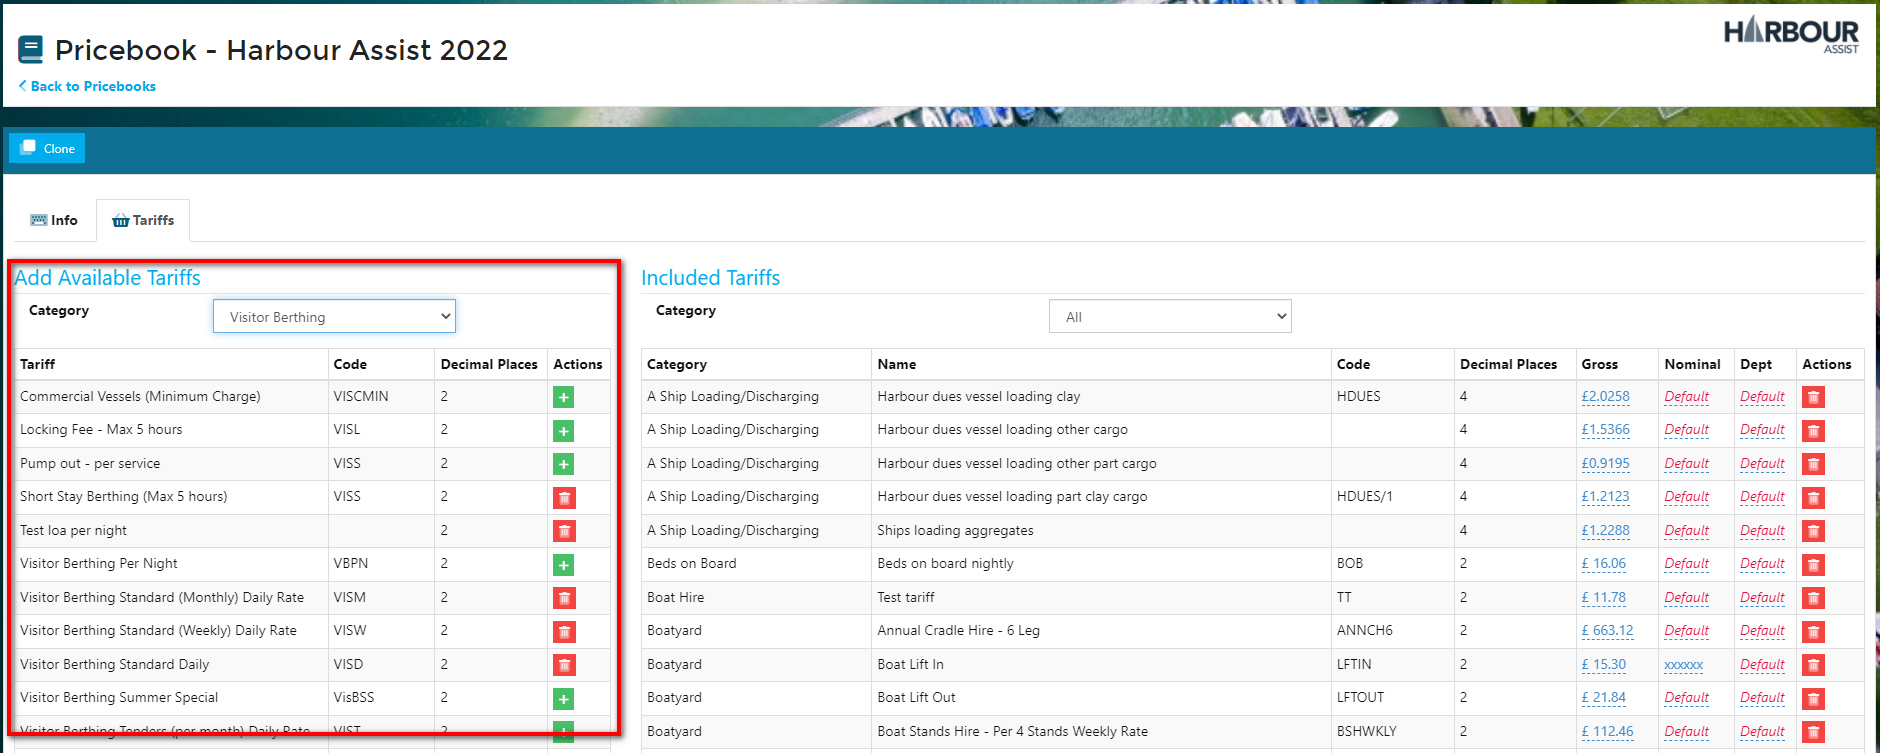 Pricebook - Harbour Assist 2022
HARBOUR
ASSIST
Back to Pricebooks
Clone
Info
Tariffs
Add Available Tariffs
Category
Visitor Berthing
Tariff Code Decimal Places Actions
Commercial Vessels (Minimum Charge) VISCMIN 2
Locking Fee - Max 5 hours VISL 2
Pump out - per service VISS 2
Short Stay Berthing (Max 5 hours) VISS 2
Test loa per night 2
Visitor Berthing Per Night VBPN 2
Visitor Berthing Standard (Monthly) Daily Rate VISM 2
Visitor Berthing Standard (Weekly) Daily Rate VISW 2
Visitor Berthing Standard Daily VISD 2
Visitor Berthing Summer Special VisBSS 2
Visitor Berthing Tenders (per month) Daily Rate VIST 2
Included Tariffs
Category
All
Category Name Code Decimal Places Gross Nominal Dept Actions
A Ship Loading/Discharging Harbour dues vessel loading clay HDUES 4 £2.0258 Default Default
A Ship Loading/Discharging Harbour dues vessel loading other cargo 4 £1.5366 Default Default
A Ship Loading/Discharging Harbour dues vessel loading other part cargo 4 £0.9195 Default Default
A Ship Loading/Discharging Harbour dues vessel loading part clay cargo HDUES/1 4 £1.2123 Default Default
A Ship Loading/Discharging Ships loading aggregates 4 £1.2288 Default Default
Beds on Board Beds on board nightly BOB 2 £ 16.06 Default Default
Boat Hire Test tariff TT 2 £ 11.78 Default Default
Boatyard Annual Cradle Hire - 6 Leg ANNCH6 2 £ 663.12 Default Default
Boatyard Boat Lift In LFTIN 2 £ 15.30 xxxxxx Default
Boatyard Boat Lift Out LFTOUT 2 £ 21.84 Default Default
Boatyard Boat Stands Hire - Per 4 Stands Weekly Rate BSHWKLY 2 £ 112.46 Default Default